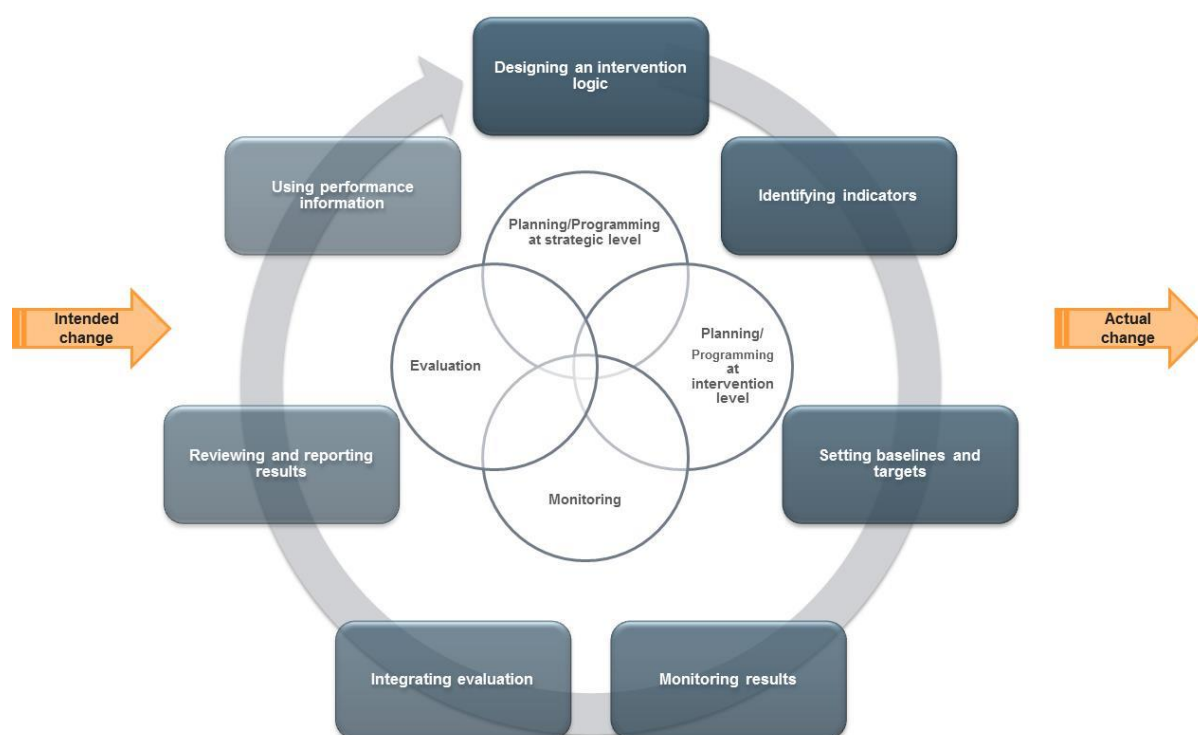 Designing an intervention
logic
Using performance
information
Identifying indicators
Planning/Programming
at strategic level
Intended
change
Evaluation
Planning/
Programming
at
intervention
level
Actual
change
Reviewing and reporting
results
Setting baselines and
targets
Monitoring
Integrating evaluation
Monitoring results